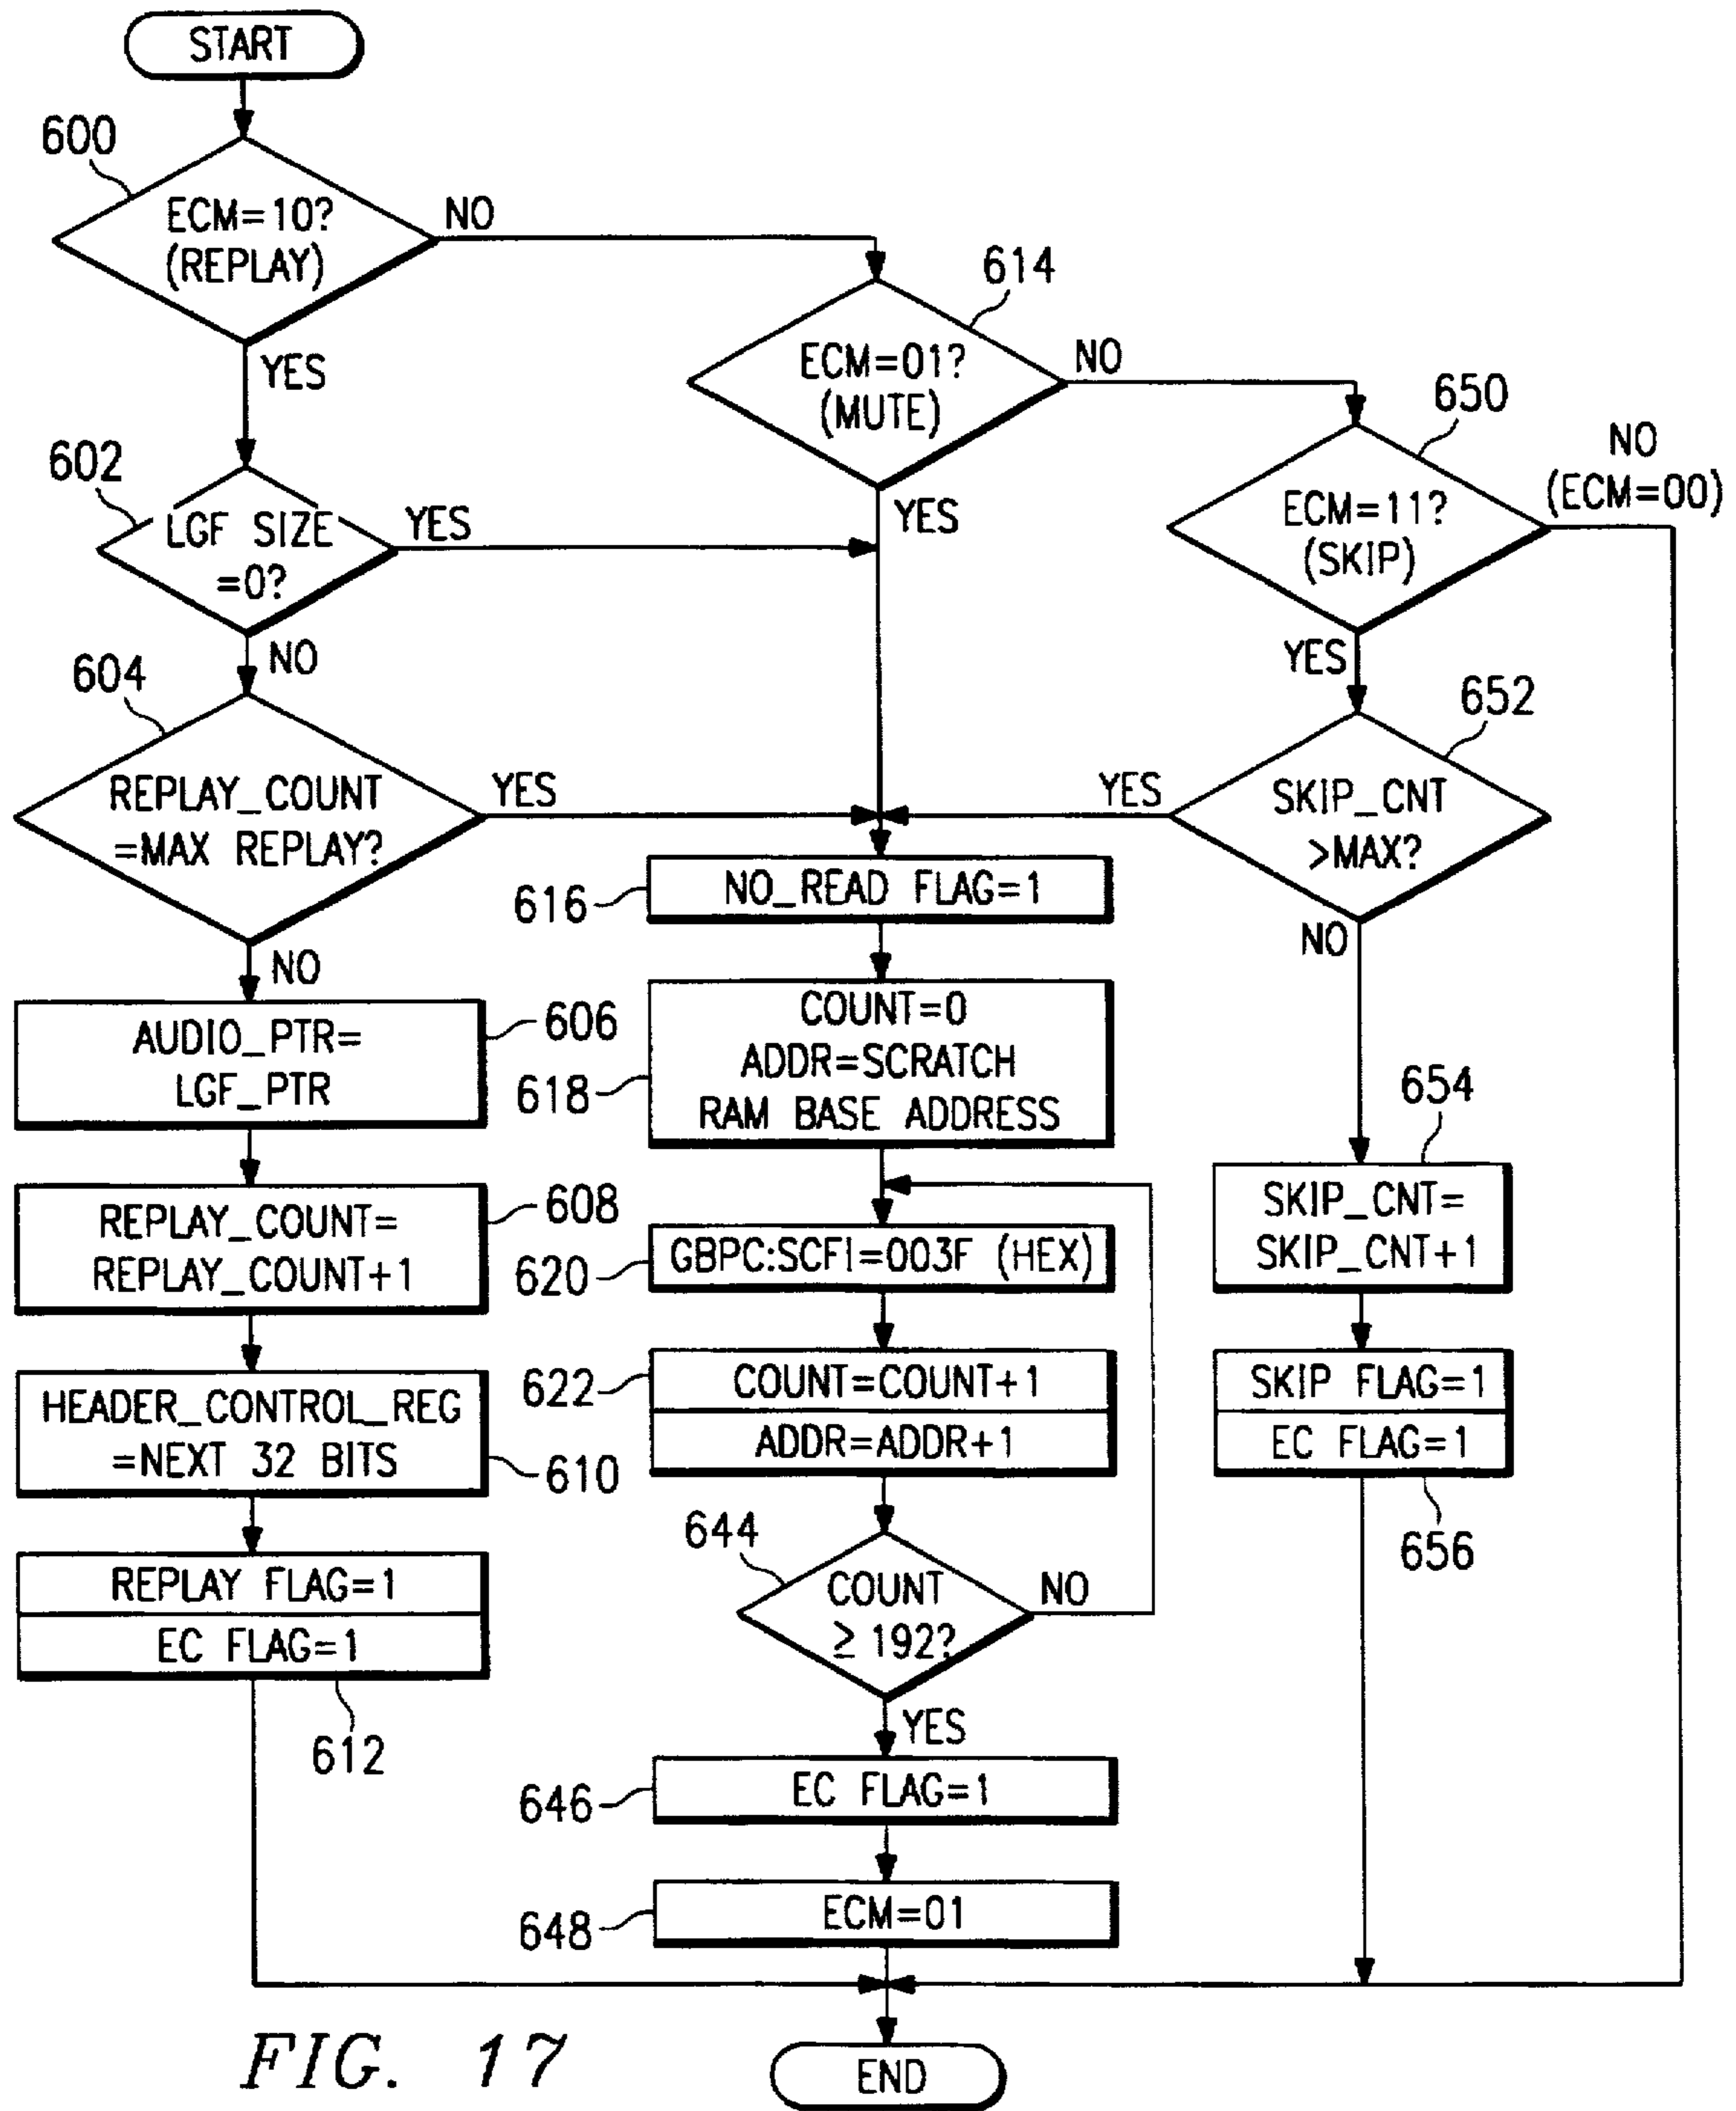 START
600
ECM=10?
(REPLAY)
NO
YES
614
ECM=01?
(MUTE)
NO
YES
650
ECM=11?
(SKIP)
NO
(ECM=00)
YES
602
LGF SIZE
=0?
YES
NO
604
REPLAY_COUNT
=MAX REPLAY?
YES
NO
652
SKIP_CNT
>MAX?
YES
NO
606
AUDIO_PTR=
LGF_PTR
608
REPLAY_COUNT=
REPLAY_COUNT+1
610
HEADER_CONTROL_REG
=NEXT 32 BITS
REPLAY FLAG=1
EC FLAG=1
612
616
NO_READ FLAG=1
618
COUNT=0
ADDR=SCRATCH
RAM BASE ADDRESS
620
GBPC:SCFI=003F (HEX)
622
COUNT=COUNT+1
ADDR=ADDR+1
644
COUNT
≥ 192?
NO
YES
646
EC FLAG=1
648
ECM=01
654
SKIP_CNT=
SKIP_CNT+1
SKIP FLAG=1
EC FLAG=1
656
END
FIG. 17